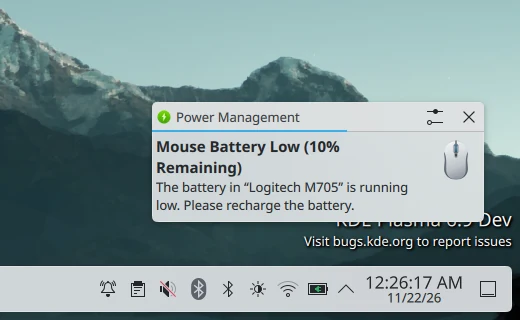 Power Management
Mouse Battery Low (10%
Remaining)
The battery in “Logitech M705” is running
low. Please recharge the battery.
KDE Plasma 6.5 Dev
Visit bugs.kde.org to report issues
12:26:17 AM
11/22/26